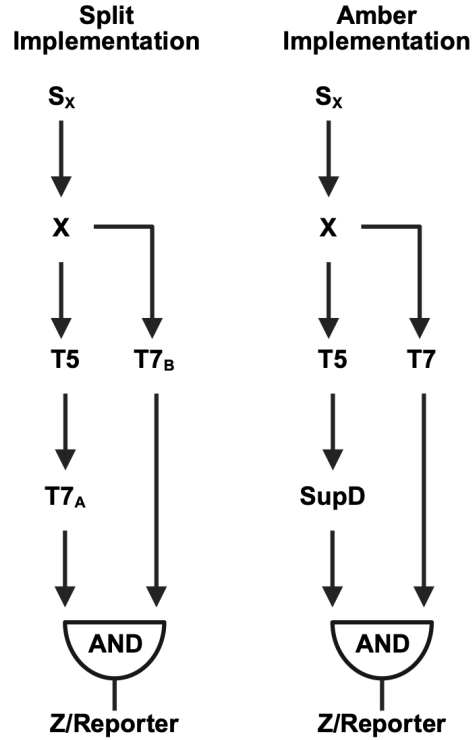 Split
Implementation
Amber
Implementation
SX
SX
X
X
T5 T7B
T5 T7
T7A
SupD
AND
AND
Z/Reporter
Z/Reporter